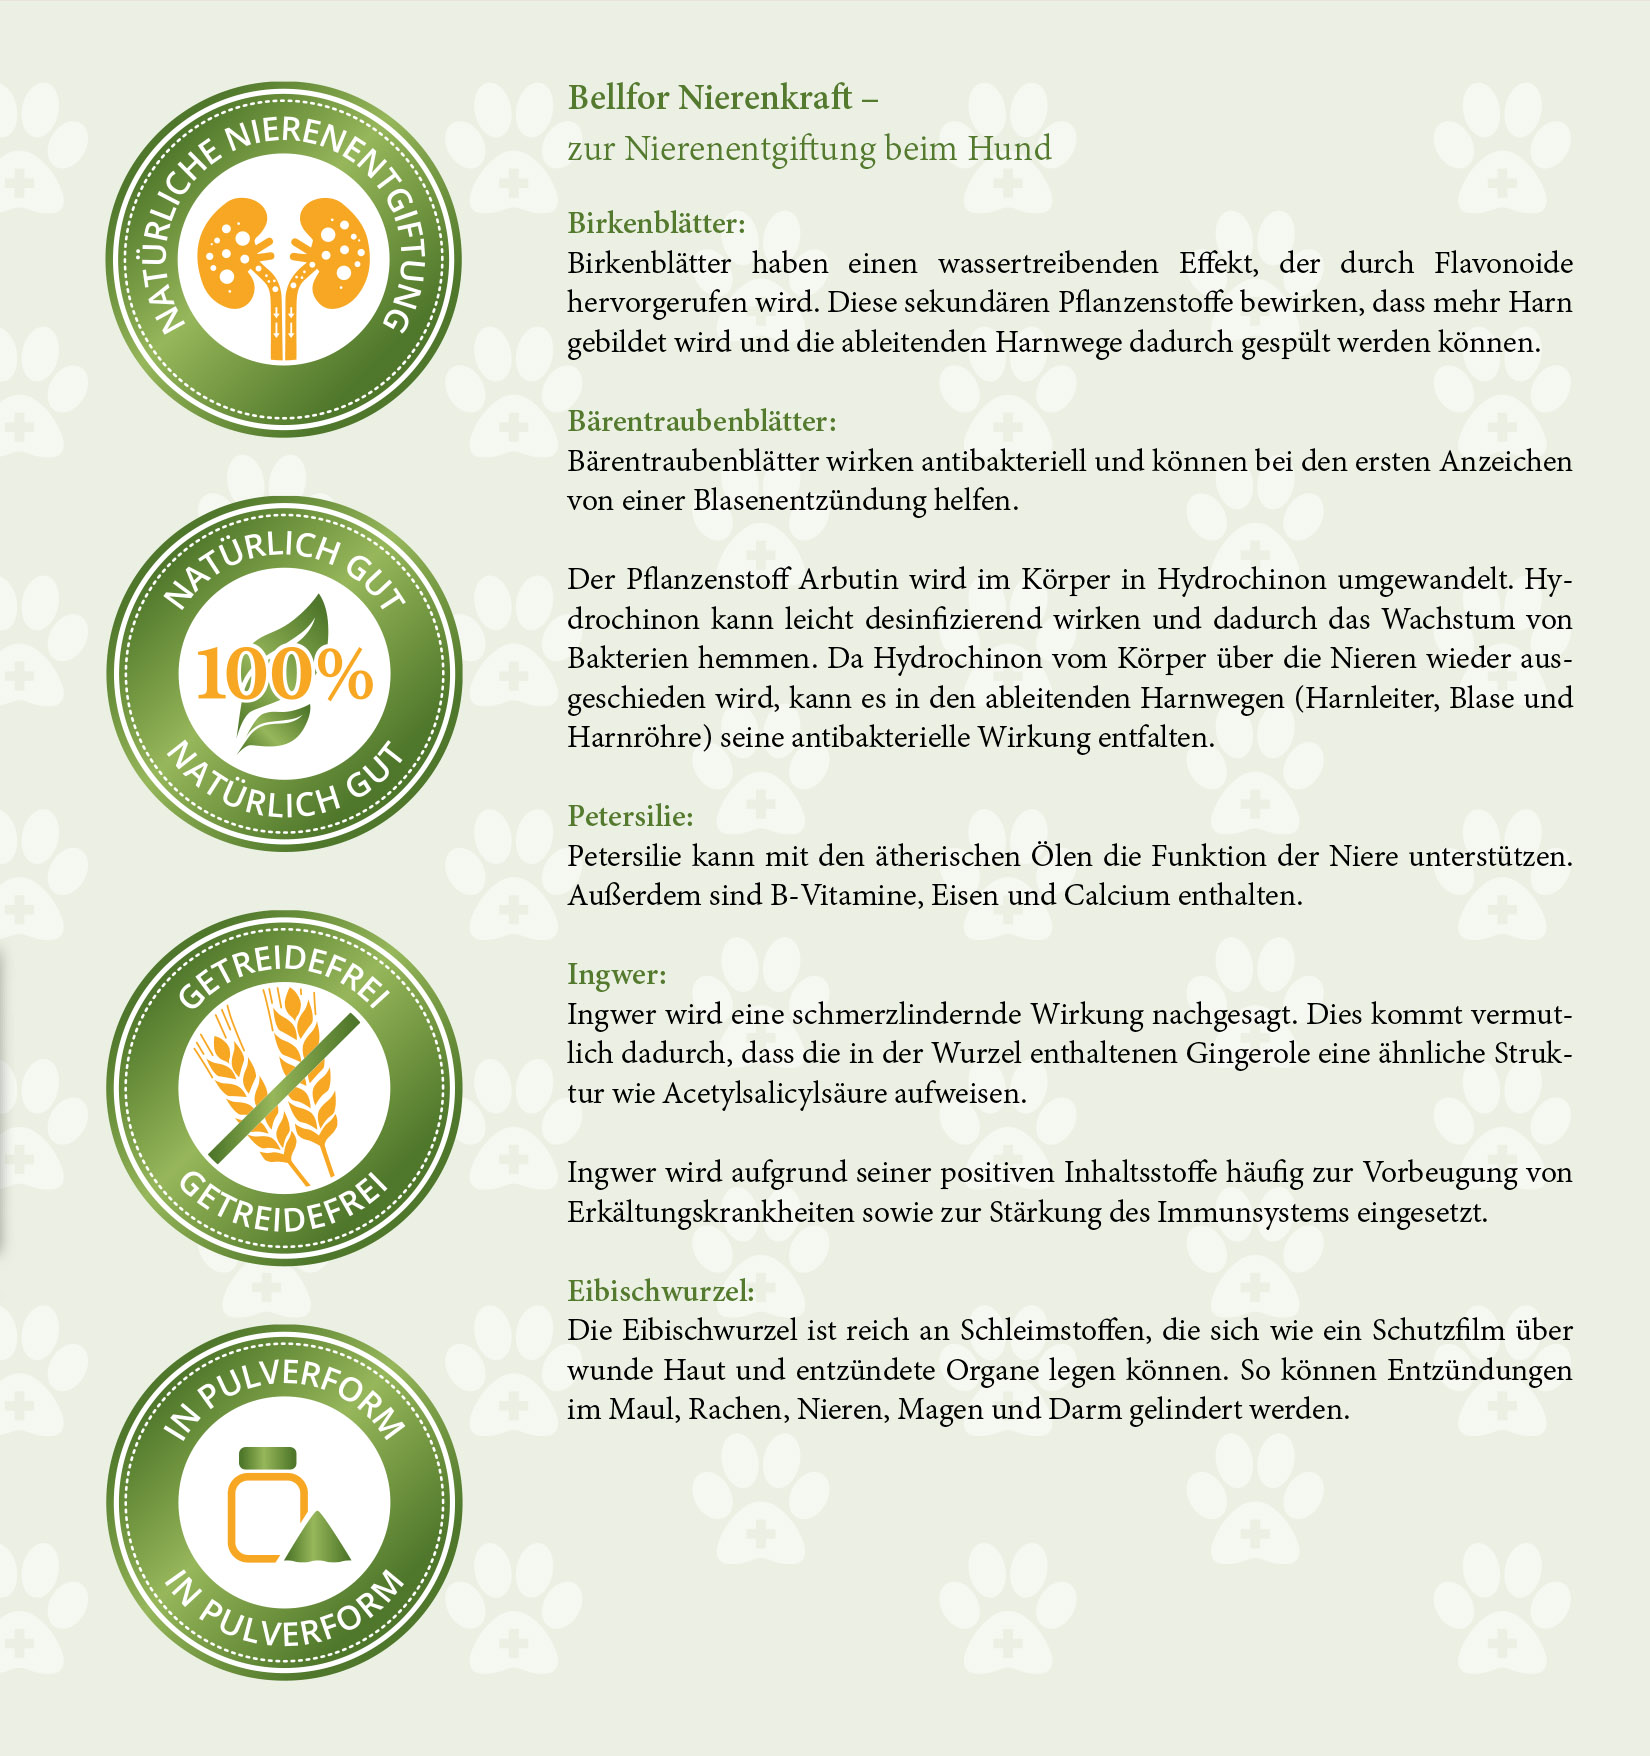 NATÜRLICHE NIERENENTGIFTUNG
NATÜRLICH GUT
100%
NATÜRLICH GUT
GETREIDEFREI
GETREIDEFREI
IN PULVERFORM
IN PULVERFORM
Bellfor Nierenkraft –
zur Nierenentgiftung beim Hund
Birkenblätter:
Birkenblätter haben einen wassertreibenden Effekt, der durch Flavonoide
hervorgerufen wird. Diese sekundären Pflanzenstoffe bewirken, dass mehr Harn
gebildet wird und die ableitenden Harnwege dadurch gespült werden können.
Bärentraubenblätter:
Bärentraubenblätter wirken antibakteriell und können bei den ersten Anzeichen
von einer Blasenentzündung helfen.
Der Pflanzenstoff Arbutin wird im Körper in Hydrochinon umgewandelt. Hy-
drochinon kann leicht desinfizierend wirken und dadurch das Wachstum von
Bakterien hemmen. Da Hydrochinon vom Körper über die Nieren wieder aus-
geschieden wird, kann es in den ableitenden Harnwegen (Harnleiter, Blase und
Harnröhre) seine antibakterielle Wirkung entfalten.
Petersilie:
Petersilie kann mit den ätherischen Ölen die Funktion der Niere unterstützen.
Außerdem sind B-Vitamine, Eisen und Calcium enthalten.
Ingwer:
Ingwer wird eine schmerzlindernde Wirkung nachgesagt. Dies kommt vermut-
lich dadurch, dass die in der Wurzel enthaltenen Gingerole eine ähnliche Struk-
tur wie Acetylsalicylsäure aufweisen.
Ingwer wird aufgrund seiner positiven Inhaltsstoffe häufig zur Vorbeugung von
Erkältungskrankheiten sowie zur Stärkung des Immunsystems eingesetzt.
Eibischwurzel:
Die Eibischwurzel ist reich an Schleimstoffen, die sich wie ein Schutzfilm über
wunde Haut und entzündete Organe legen können. So können Entzündungen
im Maul, Rachen, Nieren, Magen und Darm gelindert werden.